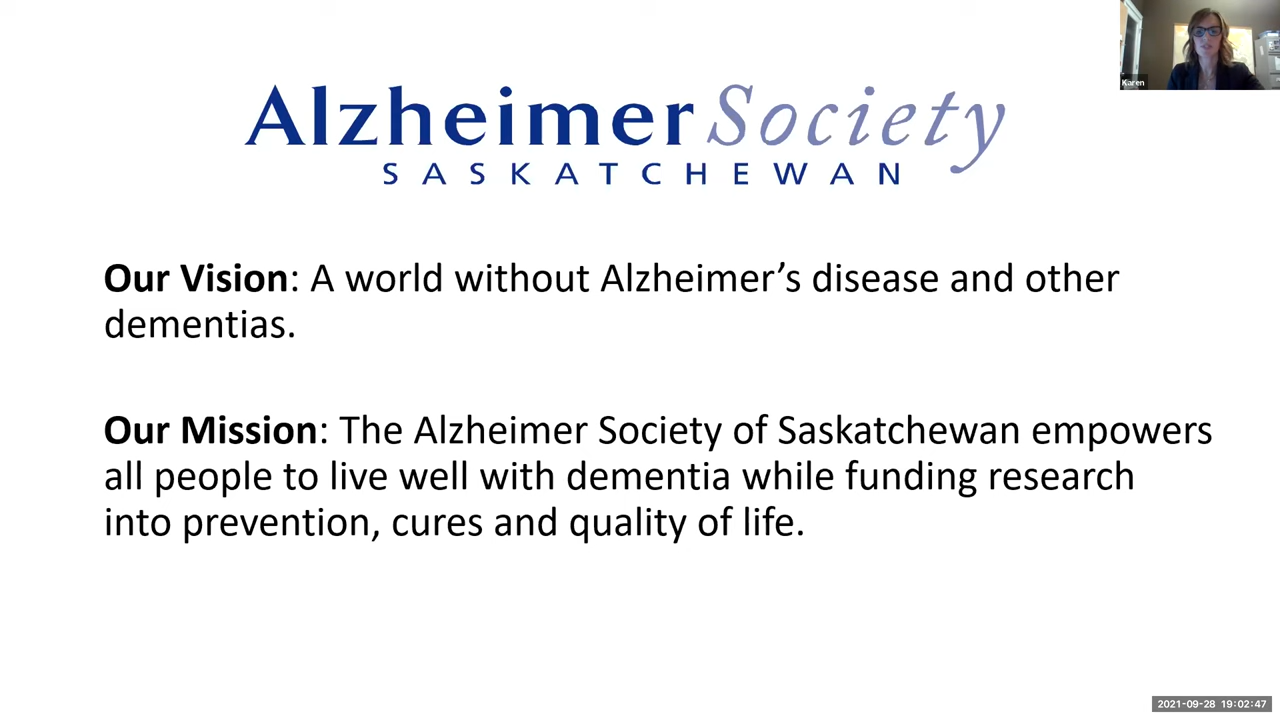 Karen
Alzheimer Society
SASKATCHEWAN
Our Vision: A world without Alzheimer’s disease and other
dementias.
Our Mission: The Alzheimer Society of Saskatchewan empowers
all people to live well with dementia while funding research
into prevention, cures and quality of life.
2021-09-28 19:02:47